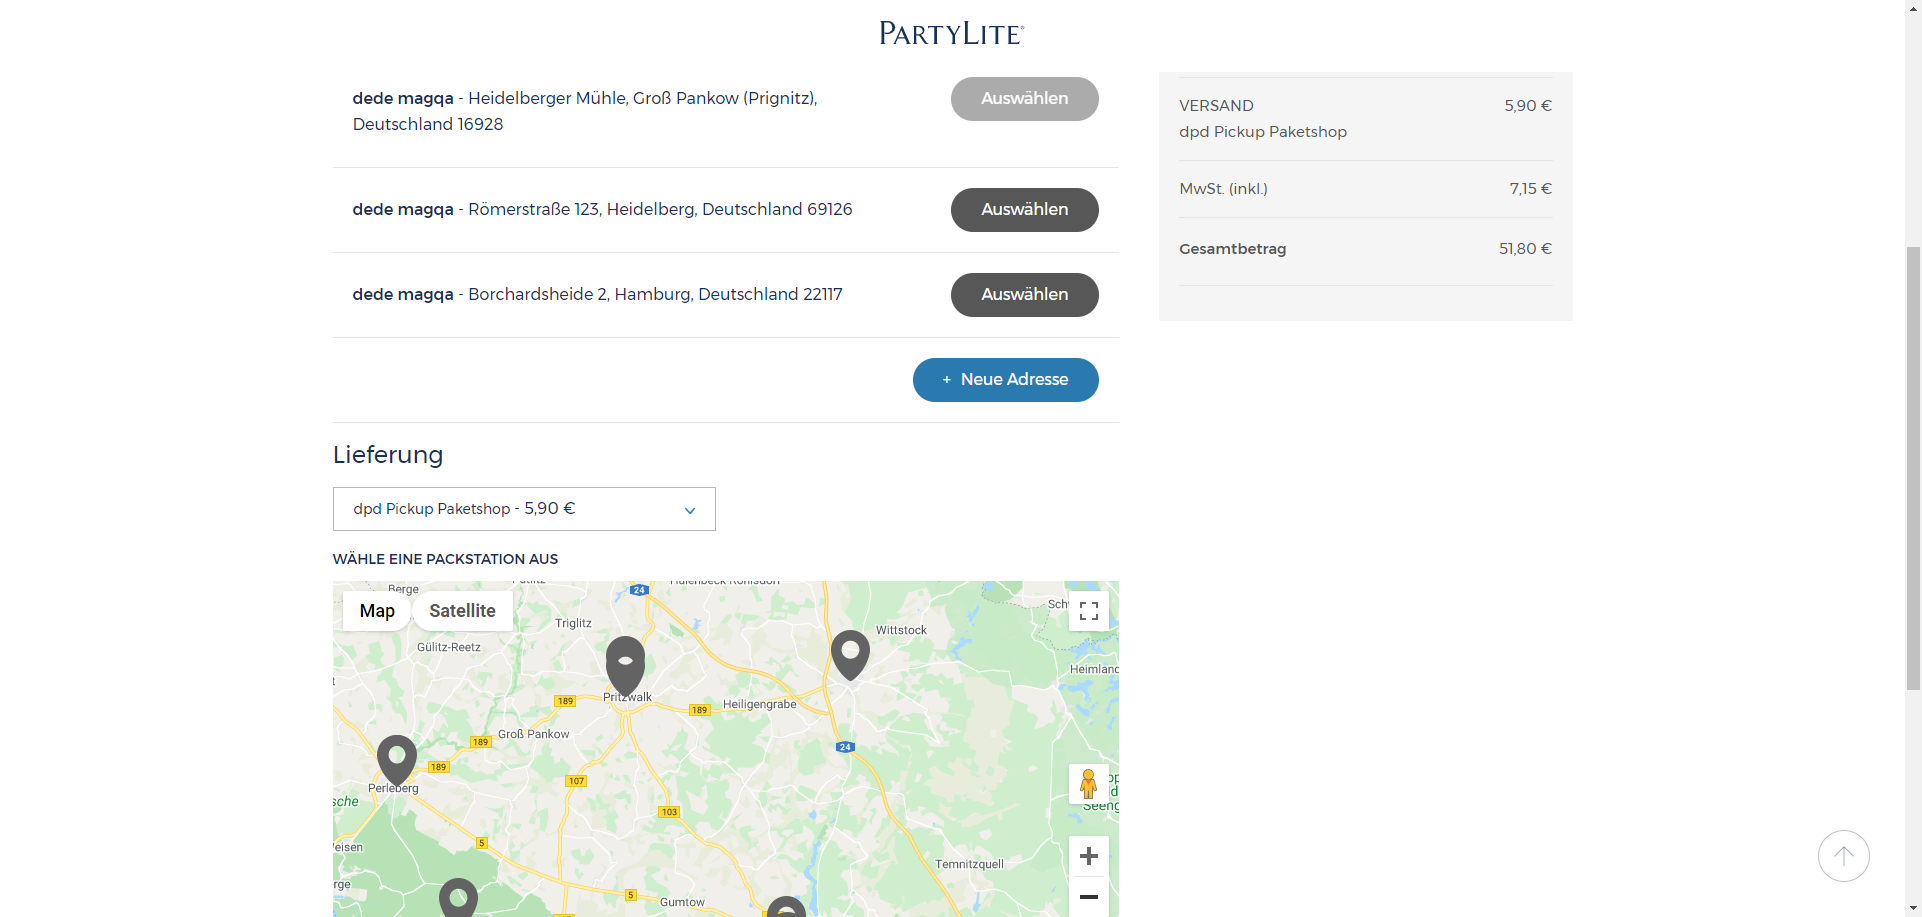 PARTYLITE®
dede magqa - Heidelberger Mühle, Groß Pankow (Prignitz),
Deutschland 16928
Auswählen
dede magqa - Römerstraße 123, Heidelberg, Deutschland 69126
Auswählen
dede magqa - Borchardsheide 2, Hamburg, Deutschland 22117
Auswählen
+ Neue Adresse
VERSAND 5,90 €
dpd Pickup Paketshop
MwSt. (inkl.) 7,15 €
Gesamtbetrag 51,80 €
Lieferung
dpd Pickup Paketshop - 5,90 €
WÄHLE EINE PACKSTATION AUS
Berge
24
Map
Satellite
Triglitz
Wittstock
Gülitz-Reetz
Heimland
Pritzwalk
189
189
Heiligengrabe
Groß Pankow
189
24
189
107
Perleberg
103
5
Temnitzquell
5
Gumtow